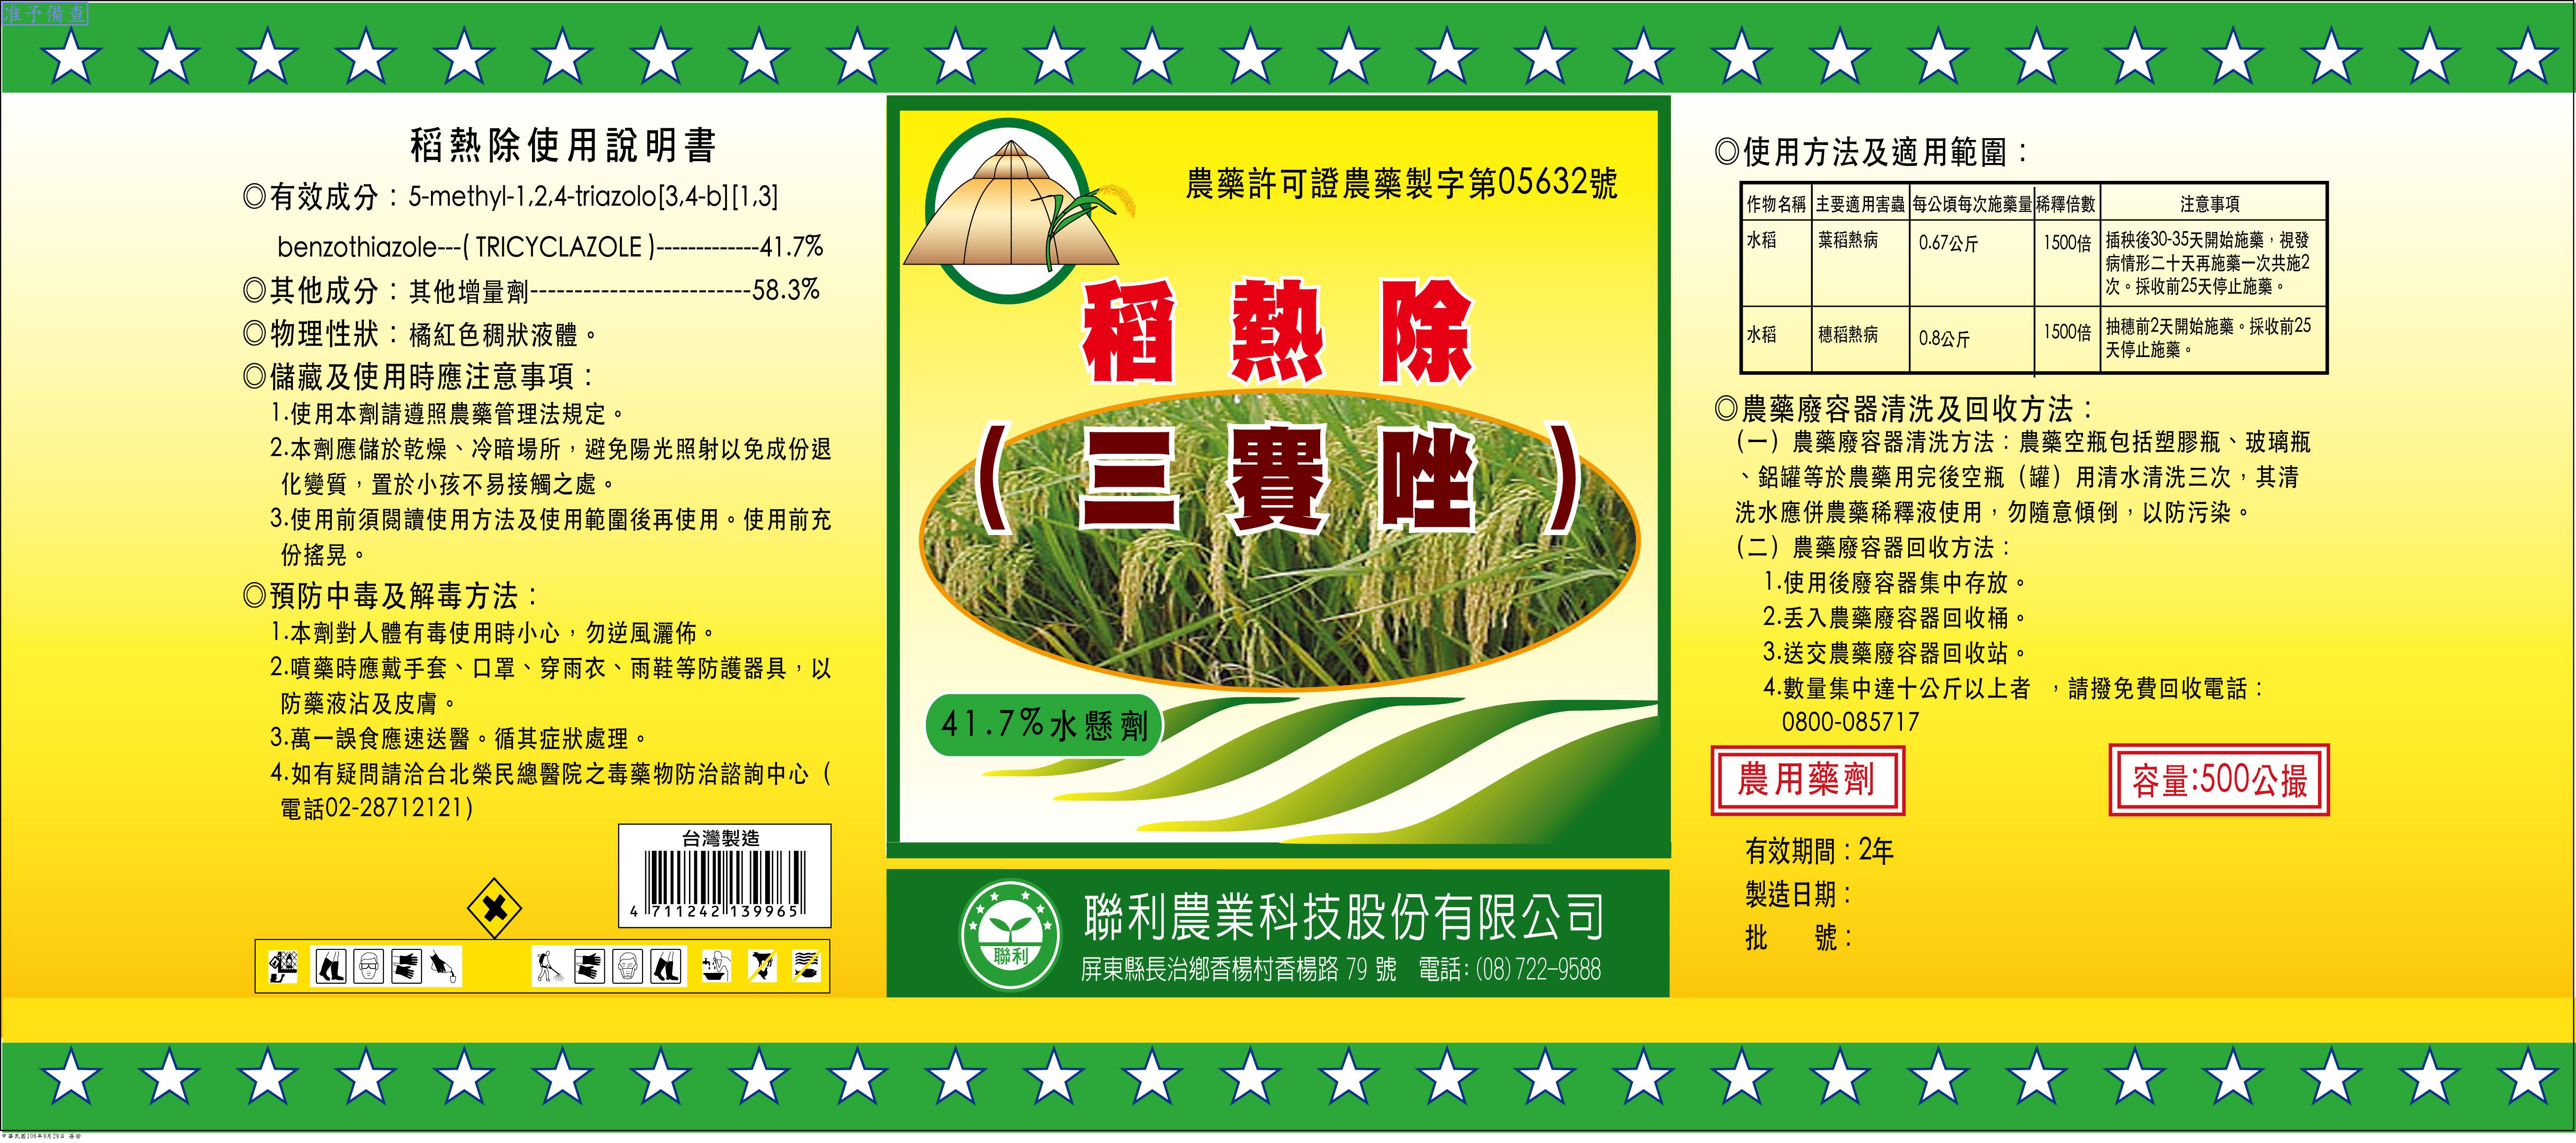 准予備查
稻熱除使用說明書
◎有效成分：5-methyl-1,2,4-triazolo[3,4-b][1,3]
benzothiazole---( TRICYCLAZOLE )-------------41.7%
◎其他成分：其他增量劑-------------------------58.3%
◎物理性狀：橘紅色稠狀液體。
◎儲藏及使用時應注意事項：
1.使用本劑請遵照農藥管理法規定。
2.本劑應儲於乾燥、冷暗場所，避免陽光照射以免成份退
化變質，置於小孩不易接觸之處。
3.使用前須閱讀使用方法及使用範圍後再使用。使用前充
份搖晃。
◎預防中毒及解毒方法：
1.本劑對人體有毒使用時小心，勿逆風灑佈。
2.噴藥時應戴手套、口罩、穿雨衣、雨鞋等防護器具，以
防藥液沾及皮膚。
3.萬一誤食應速送醫。循其症狀處理。
4.如有疑問請洽台北榮民總醫院之毒藥物防治諮詢中心（
電話02-28712121)
台灣製造
4 711242 139965
農藥許可證農藥製字第05632號
稻熱除
(三賽唑)
41.7%水懸劑
聯利
聯利農業科技股份有限公司
屏東縣長治鄉香楊村香楊路 79 號　電話：(08)722-9588
◎使用方法及適用範圍：
作物名稱 主要適用害蟲 每公頃每次施藥量 稀釋倍數 注意事項
水稻 葉稻熱病 0.67公斤 1500倍 插秧後30-35天開始施藥，視發
病情形二十天再施藥一次共施2
次。採收前25天停止施藥。
水稻 穗稻熱病 0.8公斤 1500倍 抽穗前2天開始施藥。採收前25
天停止施藥。
◎農藥廢容器清洗及回收方法：
(一) 農藥廢容器清洗方法：農藥空瓶包括塑膠瓶、玻璃瓶
、鋁罐等於農藥用完後空瓶（罐）用清水清洗三次，其清
洗水應併農藥稀釋液使用，勿隨意傾倒，以防污染。
(二) 農藥廢容器回收方法：
1.使用後廢容器集中存放。
2.丟入農藥廢容器回收桶。
3.送交農藥廢容器回收站。
4.數量集中達十公斤以上者　，請撥免費回收電話：
0800-085717
農用藥劑
容量:500公撮
有效期間：2年
製造日期：
批　　號：
中華民國106年9月29日 簽發